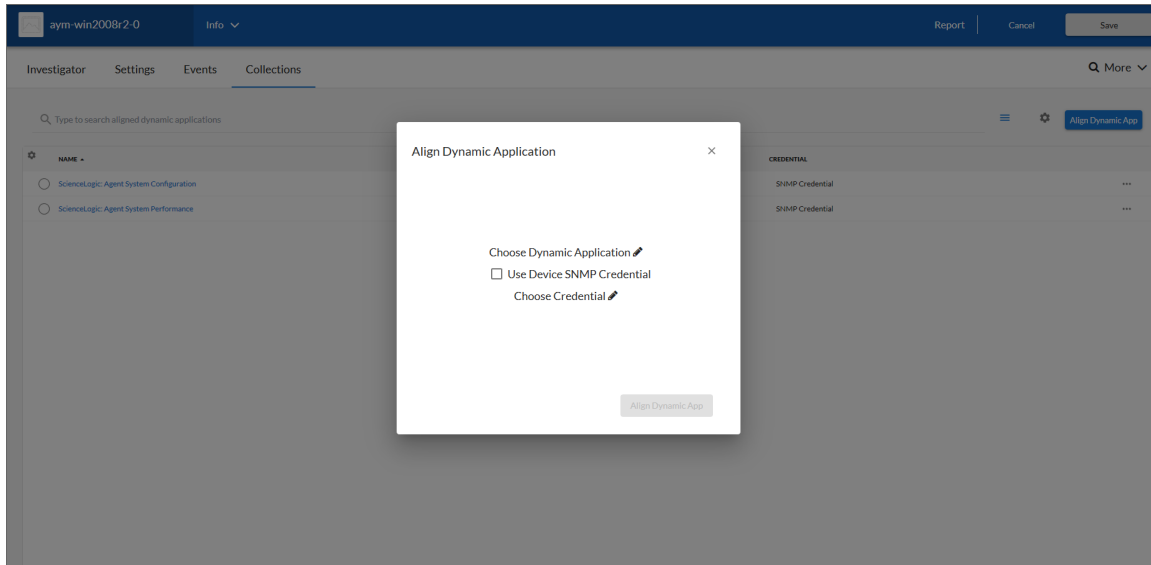 aym-win2008r2-0 Info Report Cancel Save
Investigator Settings Events Collections More
Type to search aligned dynamic applications Align Dynamic App
Align Dynamic Application
NAME CREDENTIAL
ScienceLogic: Agent System Configuration SNMP Credential
ScienceLogic: Agent System Performance SNMP Credential
Choose Dynamic Application
Use Device SNMP Credential
Choose Credential
Align Dynamic App